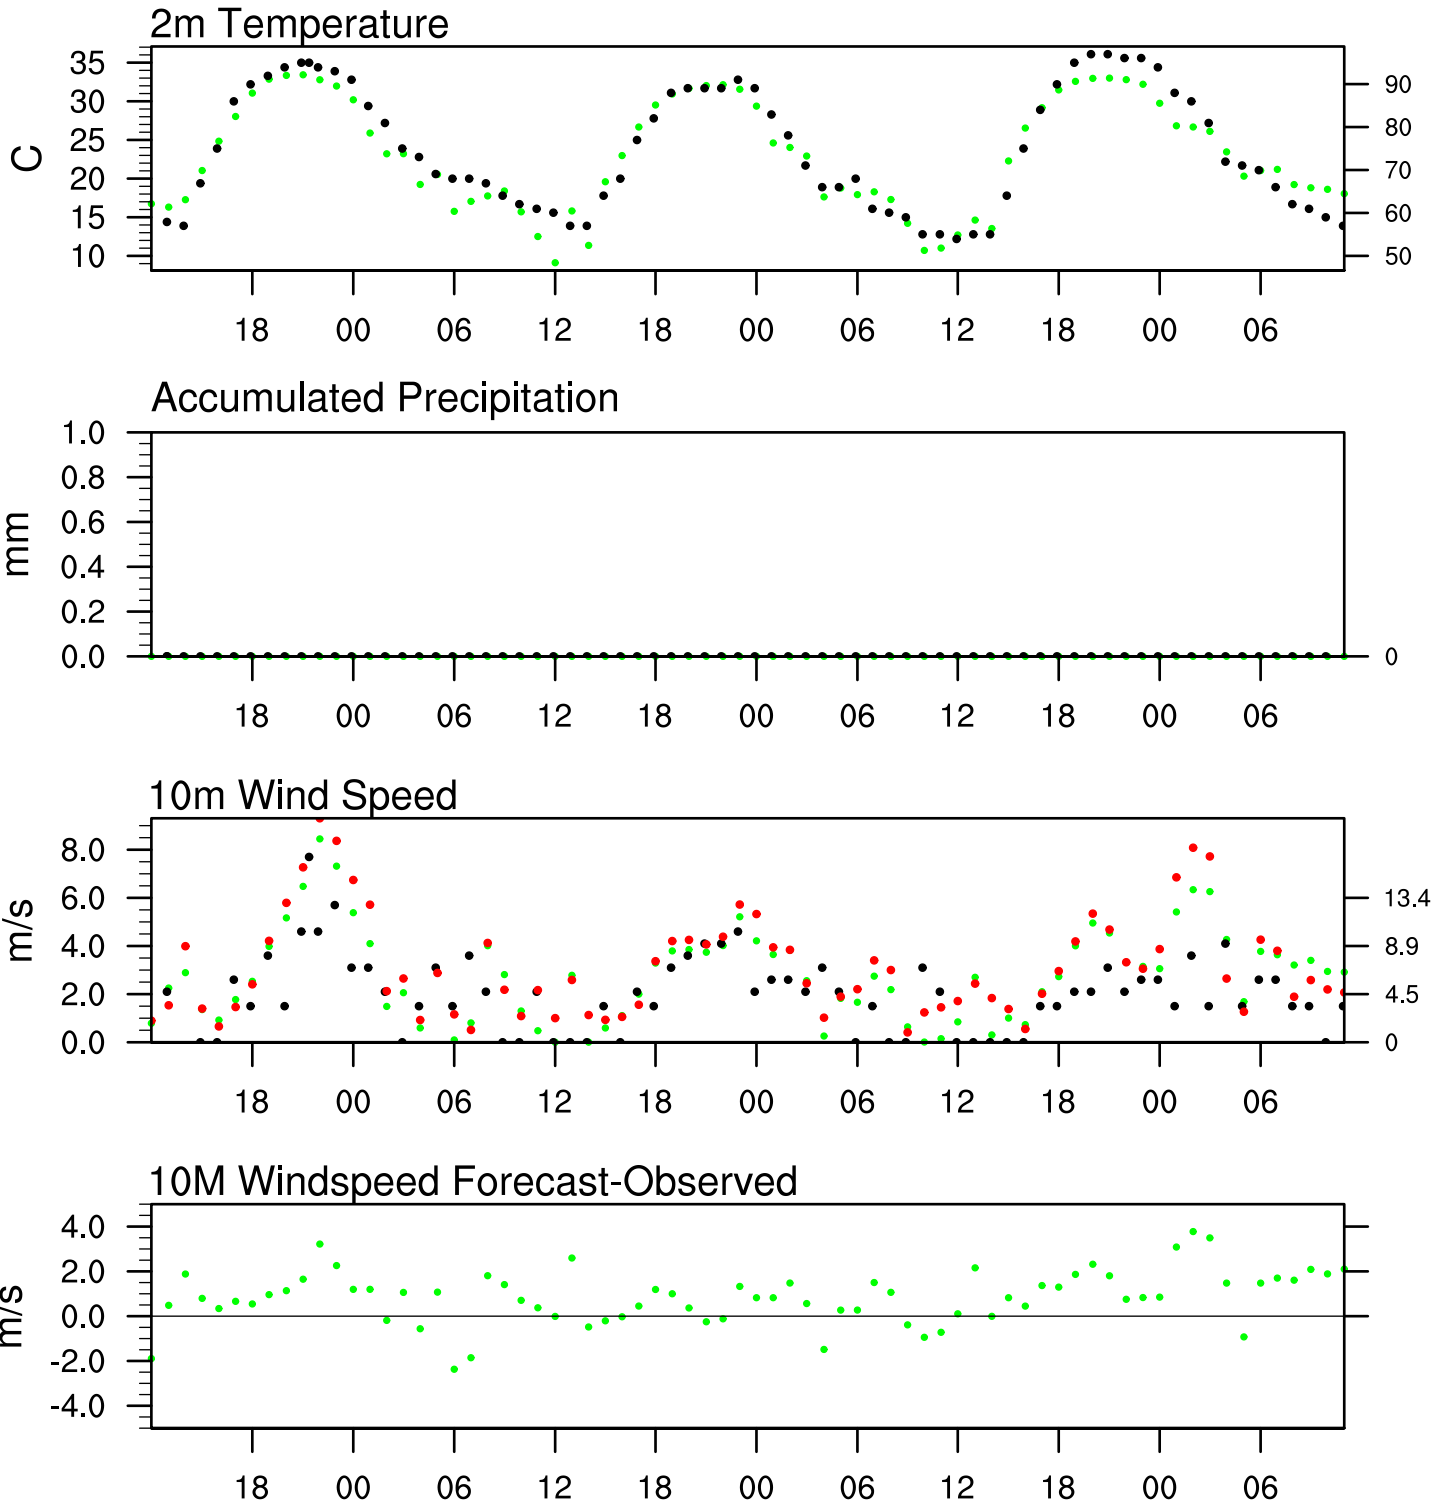 2m Temperature
35
30
25
20
15
10
C
90
80
70
60
50
18 00 06 12 18 00 06 12 18 00 06
Accumulated Precipitation
1.0
0.8
0.6
0.4
0.2
0.0
mm
0
18 00 06 12 18 00 06 12 18 00 06
10m Wind Speed
8.0
6.0
4.0
2.0
0.0
m/s
13.4
8.9
4.5
0
18 00 06 12 18 00 06 12 18 00 06
10M Windspeed Forecast-Observed
4.0
2.0
0.0
-2.0
-4.0
m/s
18 00 06 12 18 00 06 12 18 00 06